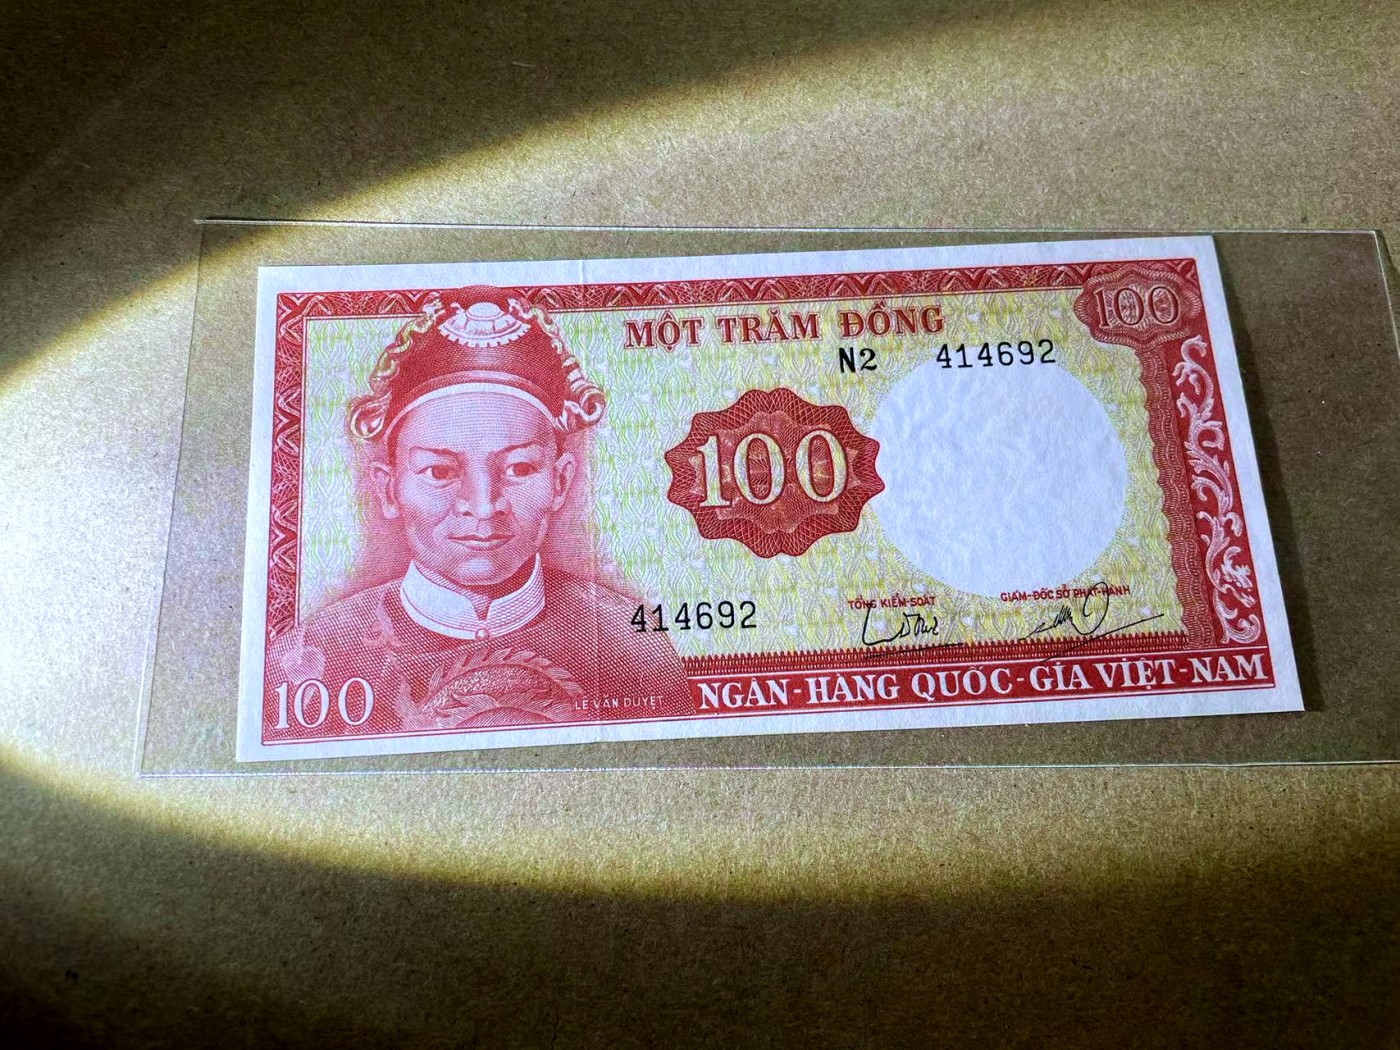 MỘT TRĂM ĐỒNG
100
N2 414692
100
414692
TỔNG KIỂM-SOÁT
GIÁM-ĐỐC SỞ PHÁT-HÀNH
100
LE VĂN DUYỆT
NGÂN-HÀNG QUỐC-GIA VIỆT-NAM